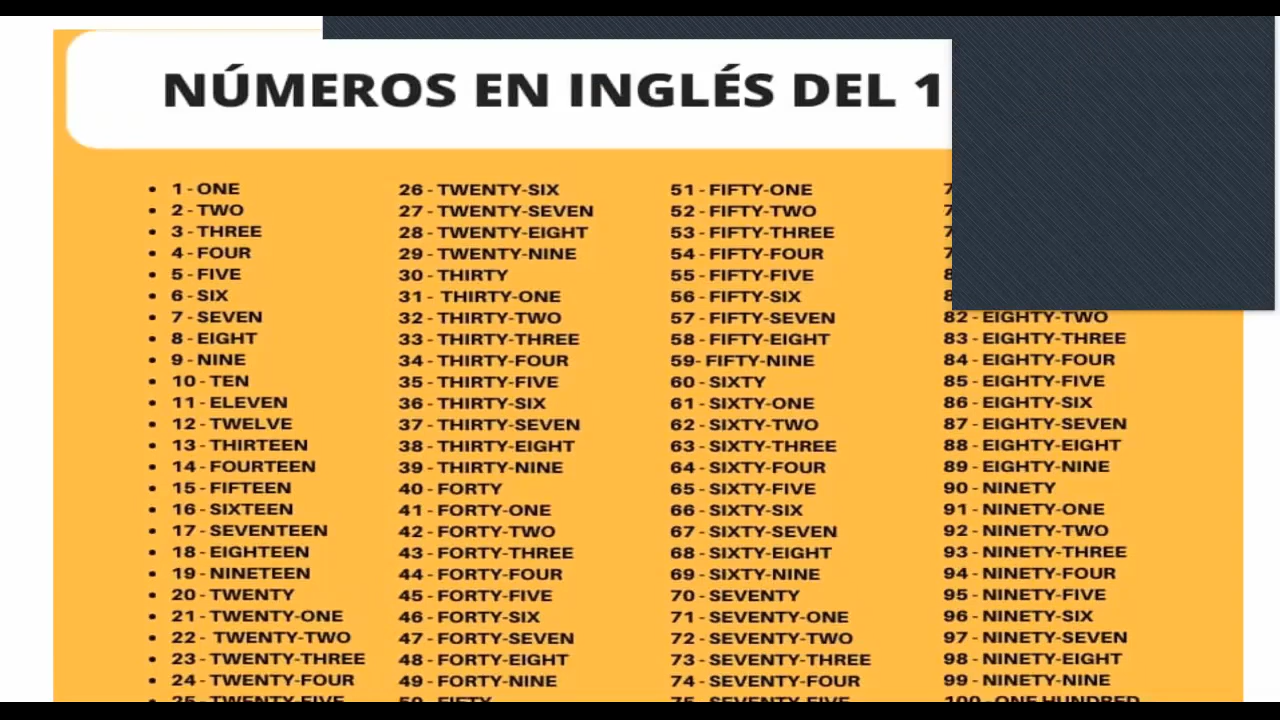 NÚMEROS EN INGLÉS DEL 1
• 1 - ONE
• 2 - TWO
• 3 - THREE
• 4 - FOUR
• 5 - FIVE
• 6 - SIX
• 7 - SEVEN
• 8 - EIGHT
• 9 - NINE
• 10 - TEN
• 11 - ELEVEN
• 12 - TWELVE
• 13 - THIRTEEN
• 14 - FOURTEEN
• 15 - FIFTEEN
• 16 - SIXTEEN
• 17 - SEVENTEEN
• 18 - EIGHTEEN
• 19 - NINETEEN
• 20 - TWENTY
• 21 - TWENTY-ONE
• 22 - TWENTY-TWO
• 23 - TWENTY-THREE
• 24 - TWENTY-FOUR
25 - TWENTY-FIVE
26 - TWENTY-SIX
27 - TWENTY-SEVEN
28 - TWENTY-EIGHT
29 - TWENTY-NINE
30 - THIRTY
31 - THIRTY-ONE
32 - THIRTY-TWO
33 - THIRTY-THREE
34 - THIRTY-FOUR
35 - THIRTY-FIVE
36 - THIRTY-SIX
37 - THIRTY-SEVEN
38 - THIRTY-EIGHT
39 - THIRTY-NINE
40 - FORTY
41 - FORTY-ONE
42 - FORTY-TWO
43 - FORTY-THREE
44 - FORTY-FOUR
45 - FORTY-FIVE
46 - FORTY-SIX
47 - FORTY-SEVEN
48 - FORTY-EIGHT
49 - FORTY-NINE
50 - FIFTY
51 - FIFTY-ONE
52 - FIFTY-TWO
53 - FIFTY-THREE
54 - FIFTY-FOUR
55 - FIFTY-FIVE
56 - FIFTY-SIX
57 - FIFTY-SEVEN
58 - FIFTY-EIGHT
59- FIFTY-NINE
60 - SIXTY
61 - SIXTY-ONE
62 - SIXTY-TWO
63 - SIXTY-THREE
64 - SIXTY-FOUR
65 - SIXTY-FIVE
66 - SIXTY-SIX
67 - SIXTY-SEVEN
68 - SIXTY-EIGHT
69 - SIXTY-NINE
70 - SEVENTY
71 - SEVENTY-ONE
72 - SEVENTY-TWO
73 - SEVENTY-THREE
74 - SEVENTY-FOUR
75 - SEVENTY-FIVE
82 - EIGHTY-TWO
83 - EIGHTY-THREE
84 - EIGHTY-FOUR
85 - EIGHTY-FIVE
86 - EIGHTY-SIX
87 - EIGHTY-SEVEN
88 - EIGHTY-EIGHT
89 - EIGHTY-NINE
90 - NINETY
91 - NINETY-ONE
92 - NINETY-TWO
93 - NINETY-THREE
94 - NINETY-FOUR
95 - NINETY-FIVE
96 - NINETY-SIX
97 - NINETY-SEVEN
98 - NINETY-EIGHT
99 - NINETY-NINE
100 - ONE HUNDRED